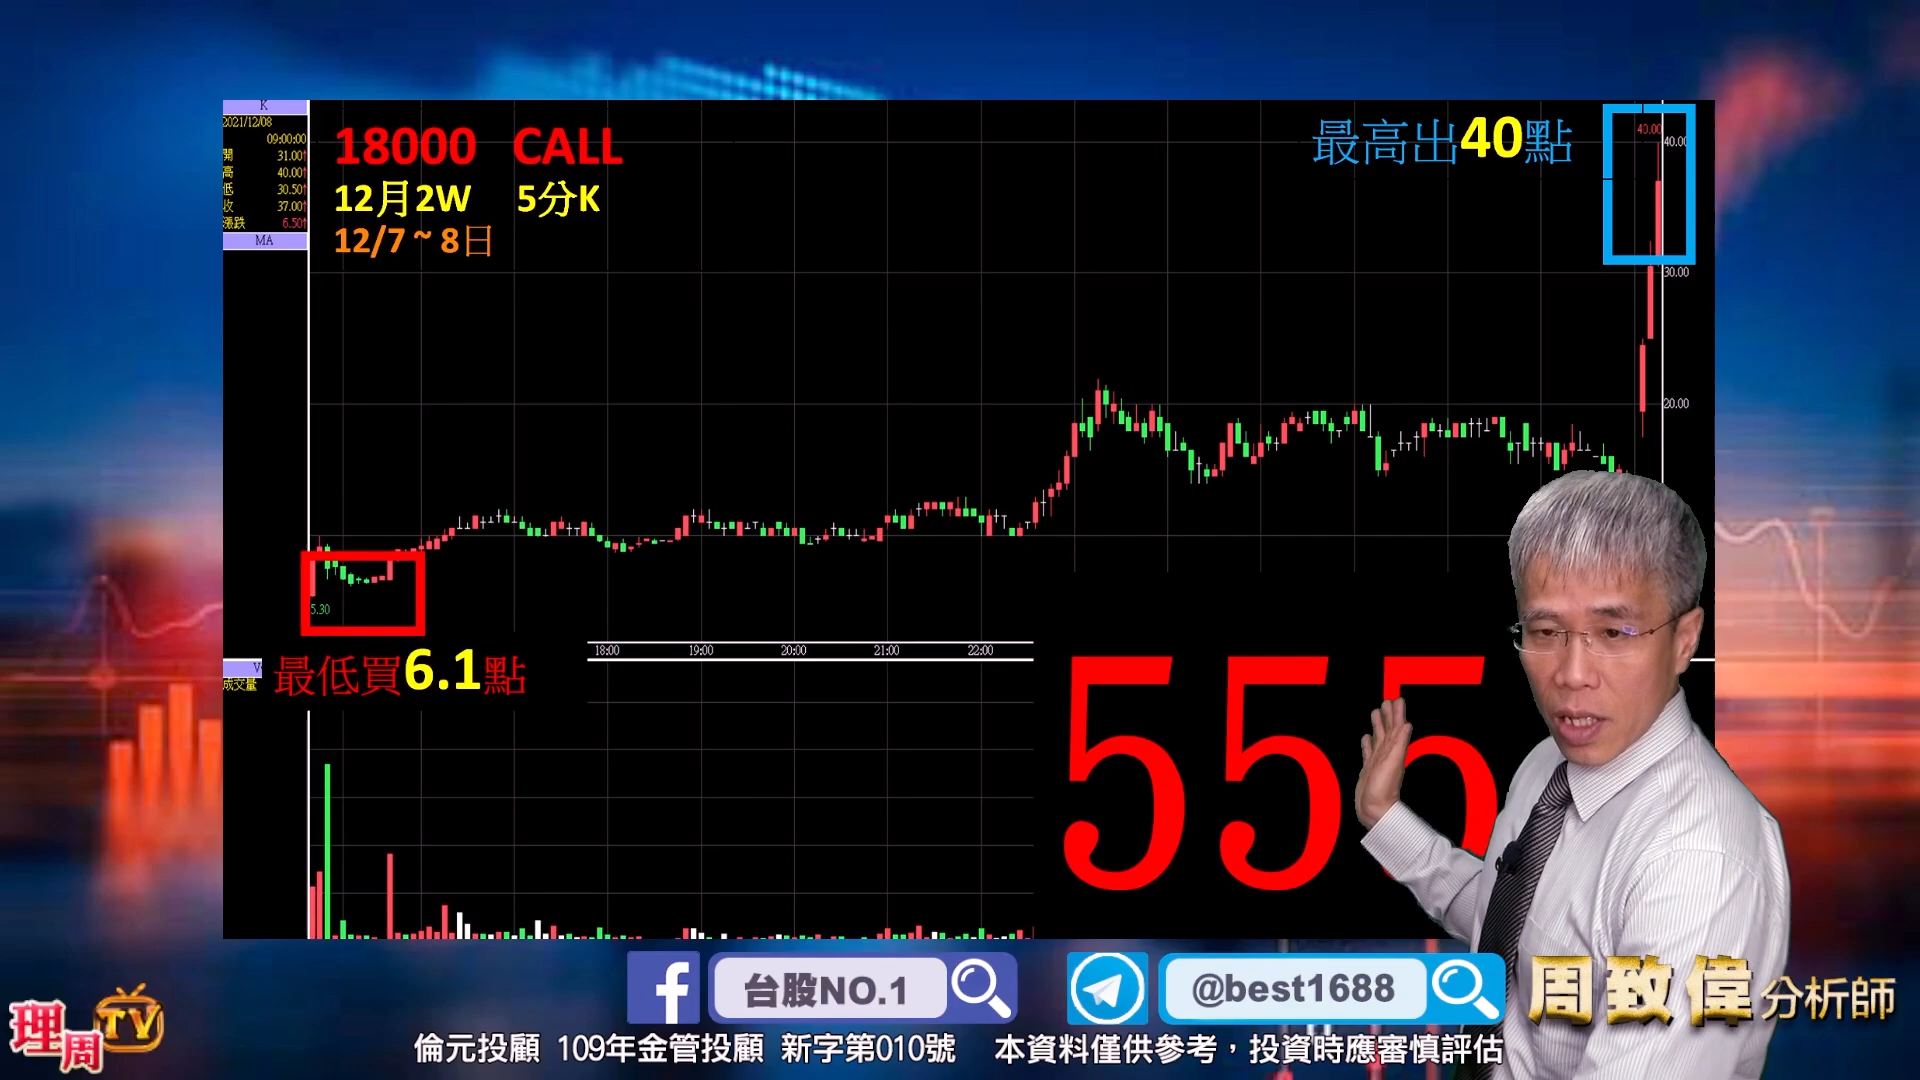 K
2021/12/08
09:00:00
開 31.00↑
高 40.00↑
低 30.50↑
收 37.00↑
漲跌 6.50↑
MA
18000 CALL
12月2W 5分K
12/7 ~ 8日
最高出40點
40.00
40.00
30.00
20.00
5.30
最低買6.1點
V
成交量
18:00 19:00 20:00 21:00 22:00
555
台股NO.1
@best1688
周致偉分析師
理周TV
倫元投顧 109年金管投顧 新字第010號 本資料僅供參考，投資時應審慎評估